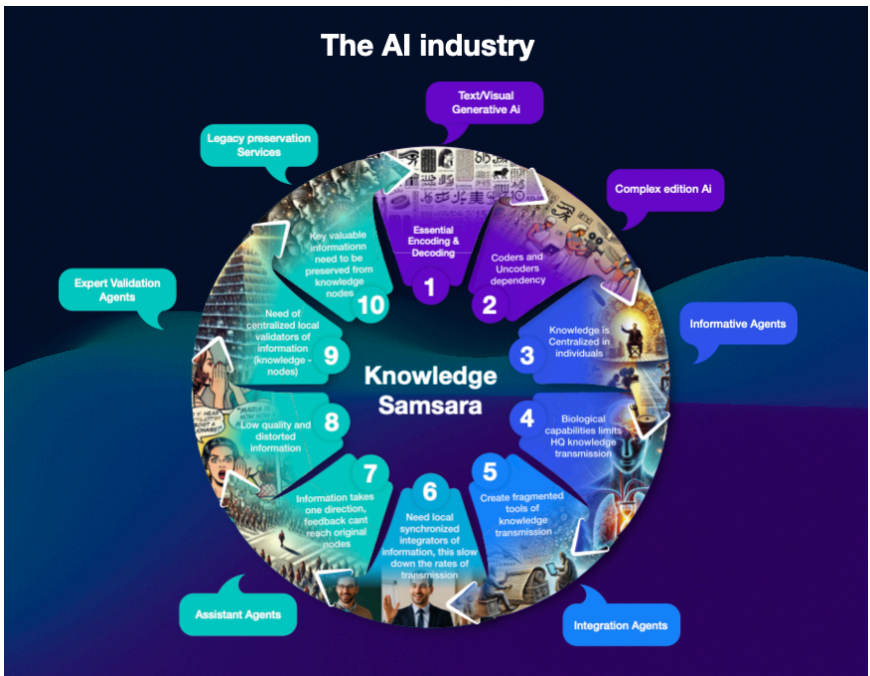 The AI industry
Text/Visual
Generative Ai
Legacy preservation
Services
Complex edition Ai
Expert Validation
Agents
Informative Agents
Assistant Agents
Integration Agents
Knowledge
Samsara
Essential
Encoding &
Decoding
1
Coders and
Uncoders
dependency
2
Knowledge is
Centralized in
individuals
3
Biological
capabilities limits
HQ knowledge
transmission
4
Create fragmented
tools of
knowledge
transmission
5
Need local
synchronized
integrators of
information, this slow
down the rates of
transmission
6
Information takes
one direction,
feedback cant
reach original
nodes
7
Low quality and
distorted
information
8
Need of
centralized local
validators of
information
(knowledge -
nodes)
9
Key valuable
informationn
need to be
preserved from
knowledge
nodes
10